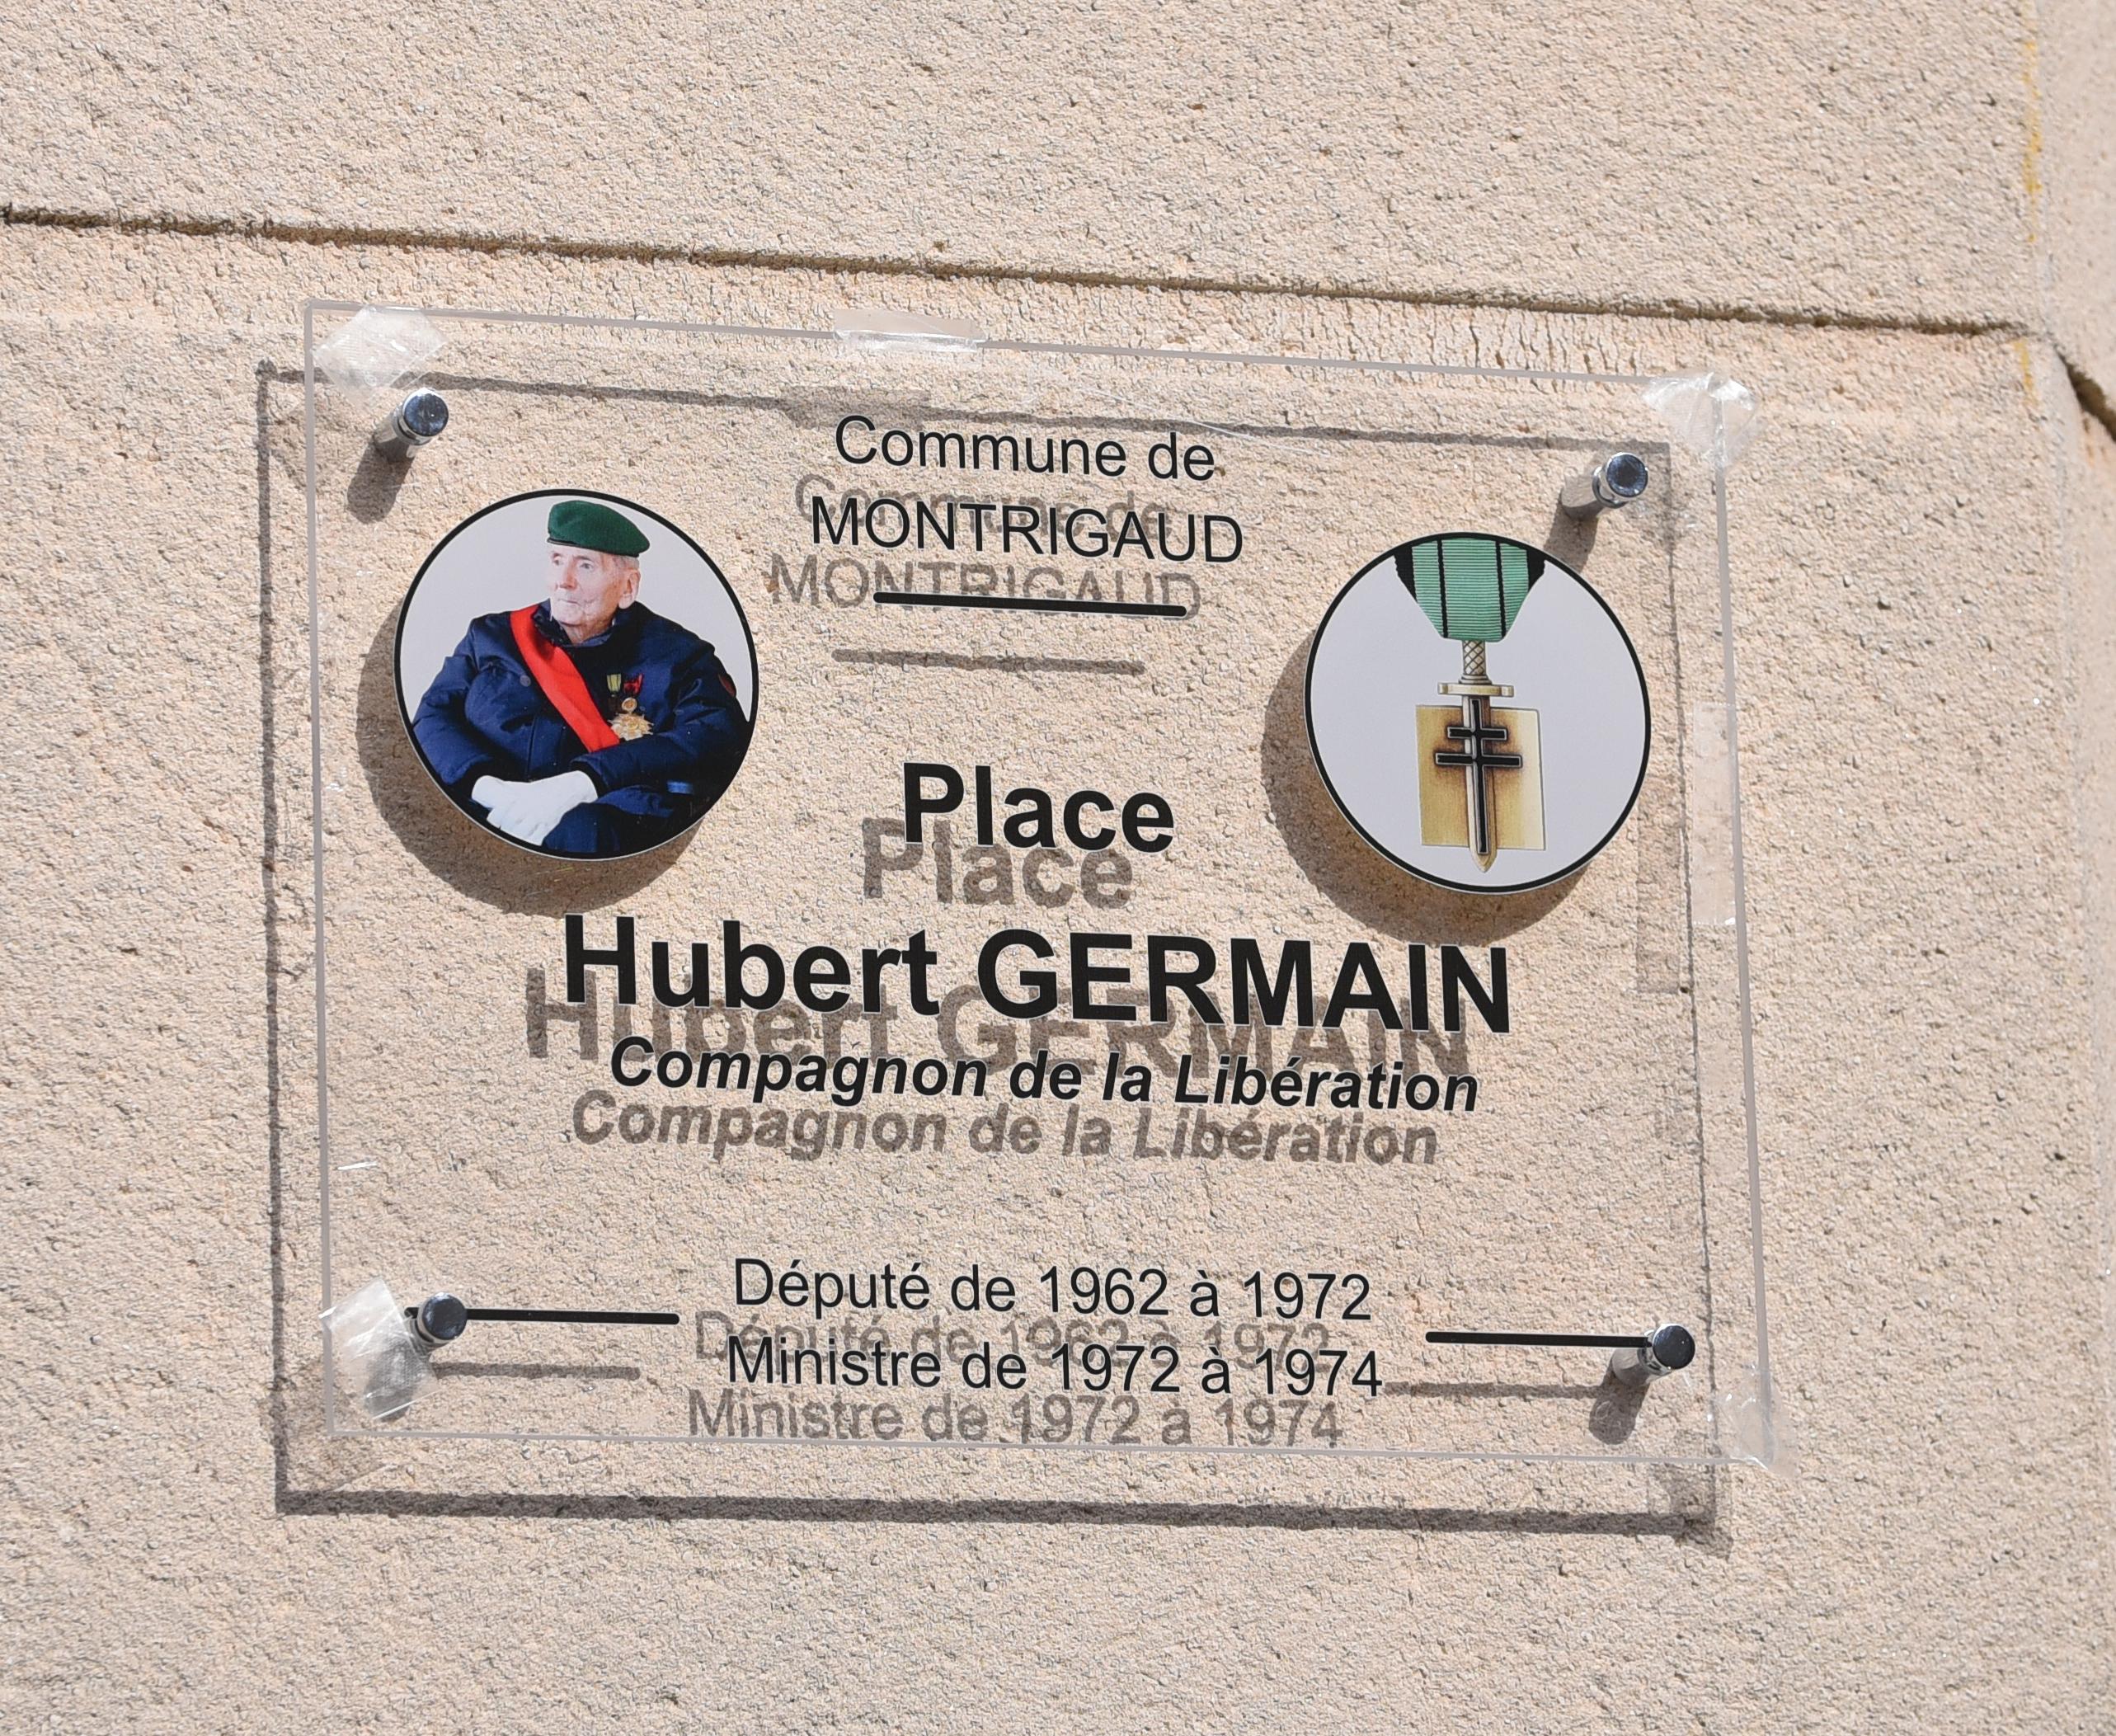 Commune de
MONTRIGAUD
Place
Hubert GERMAIN
Compagnon de la Libération
Député de 1962 à 1972
Ministre de 1972 à 1974